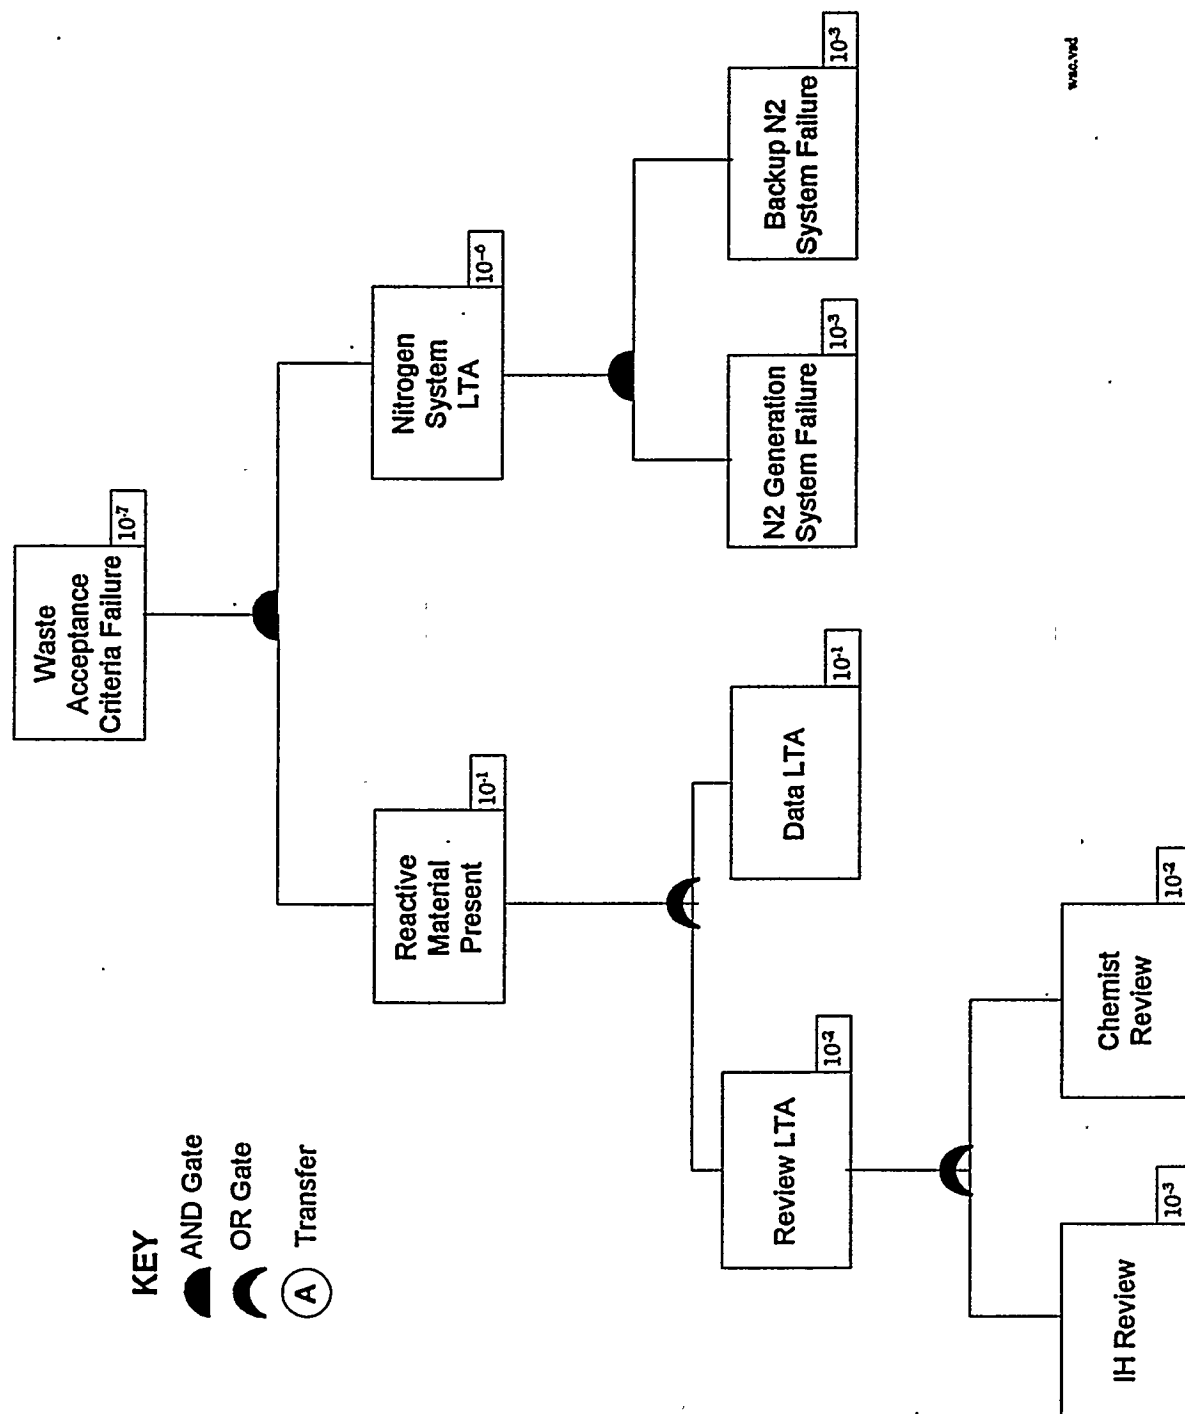 Waste
Acceptance
Criteria Failure
10-7
Reactive
Material
Present
10-1
Nitrogen
System
LTA
10-6
Review LTA
10-2
Data LTA
10-1
N2 Generation
System Failure
10-3
Backup N2
System Failure
10-3
IH Review
10-3
Chemist
Review
10-2
KEY
AND Gate
OR Gate
A Transfer
wac.vsd